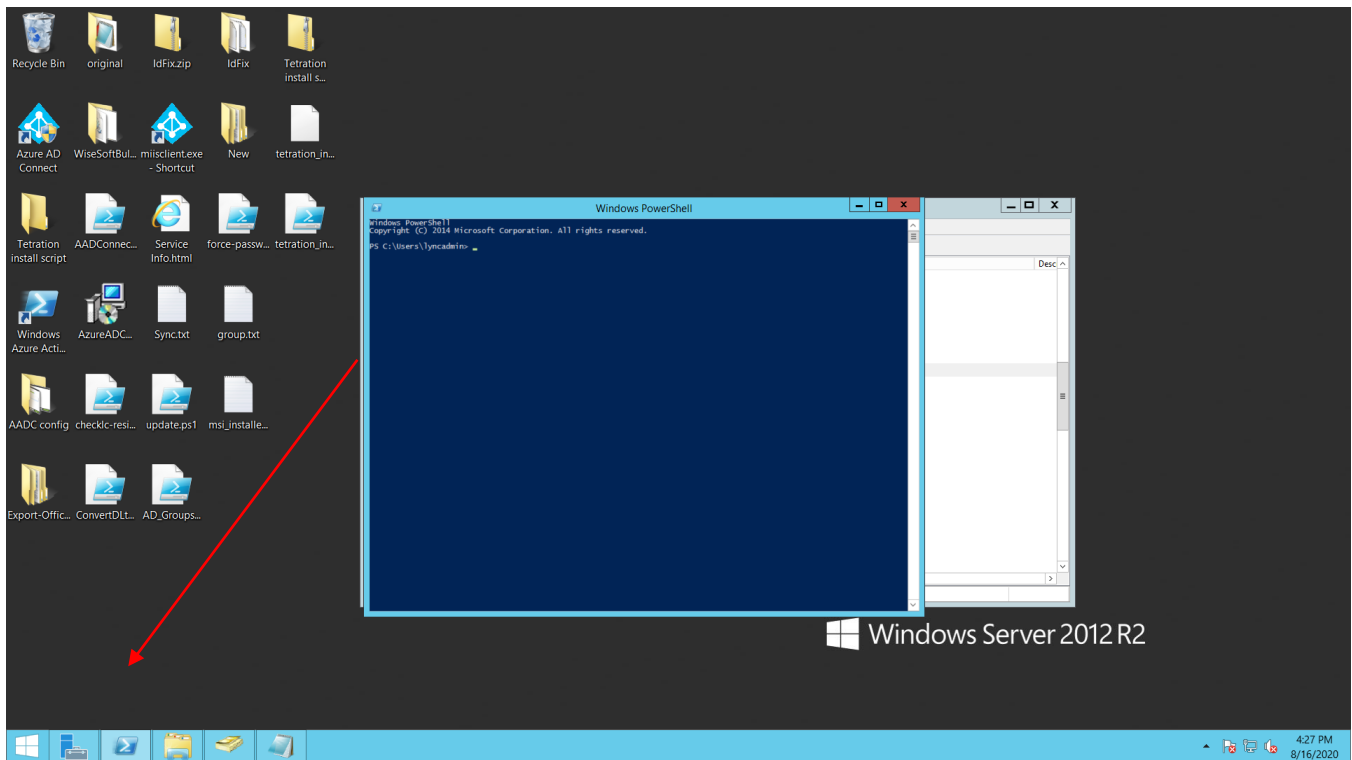 Recycle Bin
original
IdFix.zip
IdFix
Tetration
install s...
Azure AD
Connect
WiseSoftBul...
miisclient.exe
- Shortcut
New
tetration_in...
Tetration
install script
AADConnec...
Service
Info.html
force-passw...
tetration_in...
Windows
Azure Acti...
AzureADC...
Sync.txt
group.txt
AADC config
checklc-resi...
update.ps1
msi_installe...
Export-Offic...
ConvertDLt...
AD_Groups...
Windows PowerShell
Windows PowerShell
Copyright (C) 2014 Microsoft Corporation. All rights reserved.
PS C:\Users\lyncadmin> _
Desc
Windows Server 2012 R2
4:27 PM
8/16/2020